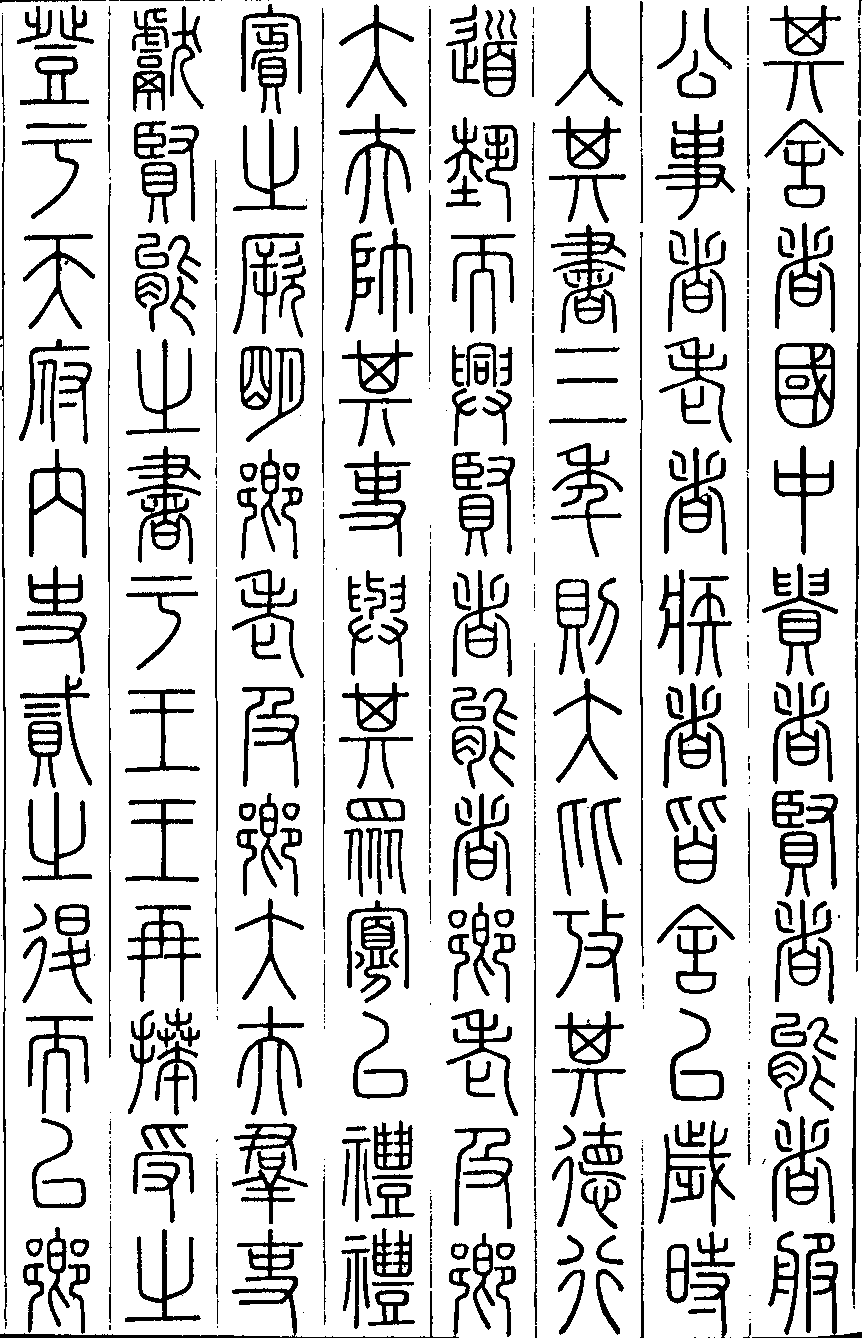 其舍者國中貴者賢者能者服
公事者老者疾者皆舍以歲時
入其書三年則大比攷其德行
道藝而興賢者能者鄉老及鄉
大夫帥其吏與其眾寡以禮禮
賓之厥明鄉老及鄉大夫羣吏
獻賢能之書于王王再拜受之
登于天府內史貳之退而以鄉